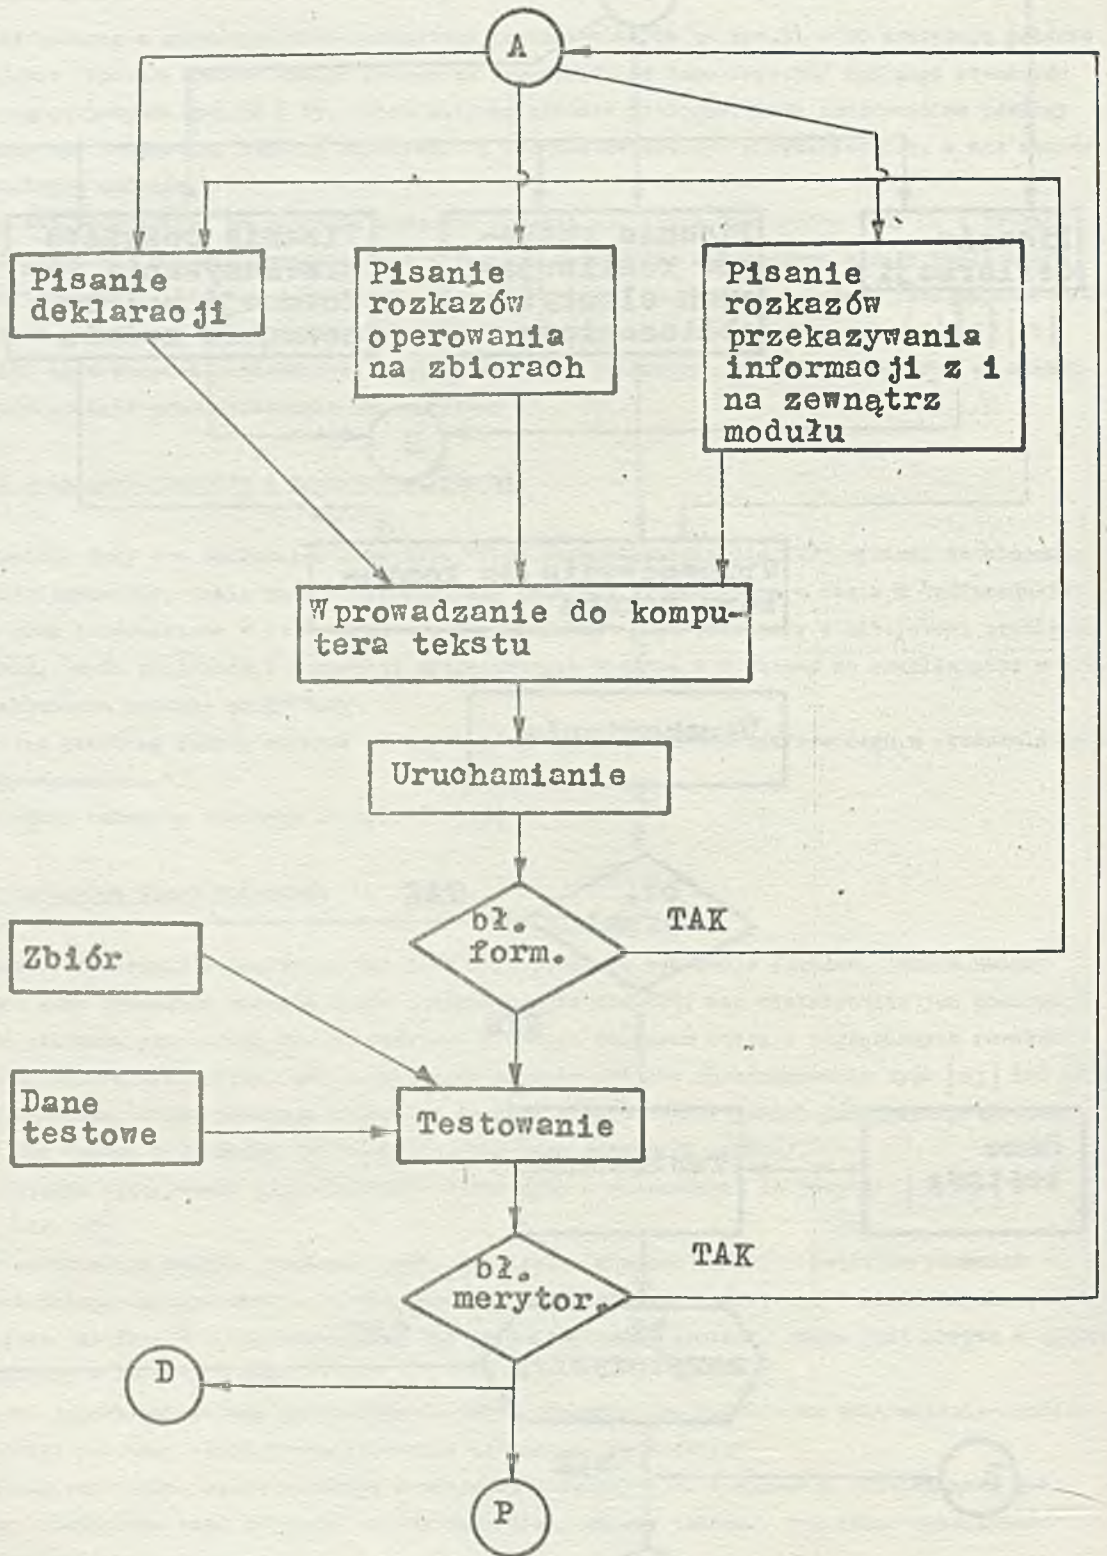 A
Pisanie
deklaracji
Pisanie
rozkazów
operowania
na zbiorach
Pisanie
rozkazów
przekazywania
informacji z i
na zewnątrz
modułu
Wprowadzanie do kompu-
tera tekstu
Uruchamianie
bł.
form.
TAK
Zbiór
Dane
testowe
Testowanie
bł.
merytor.
TAK
D
P